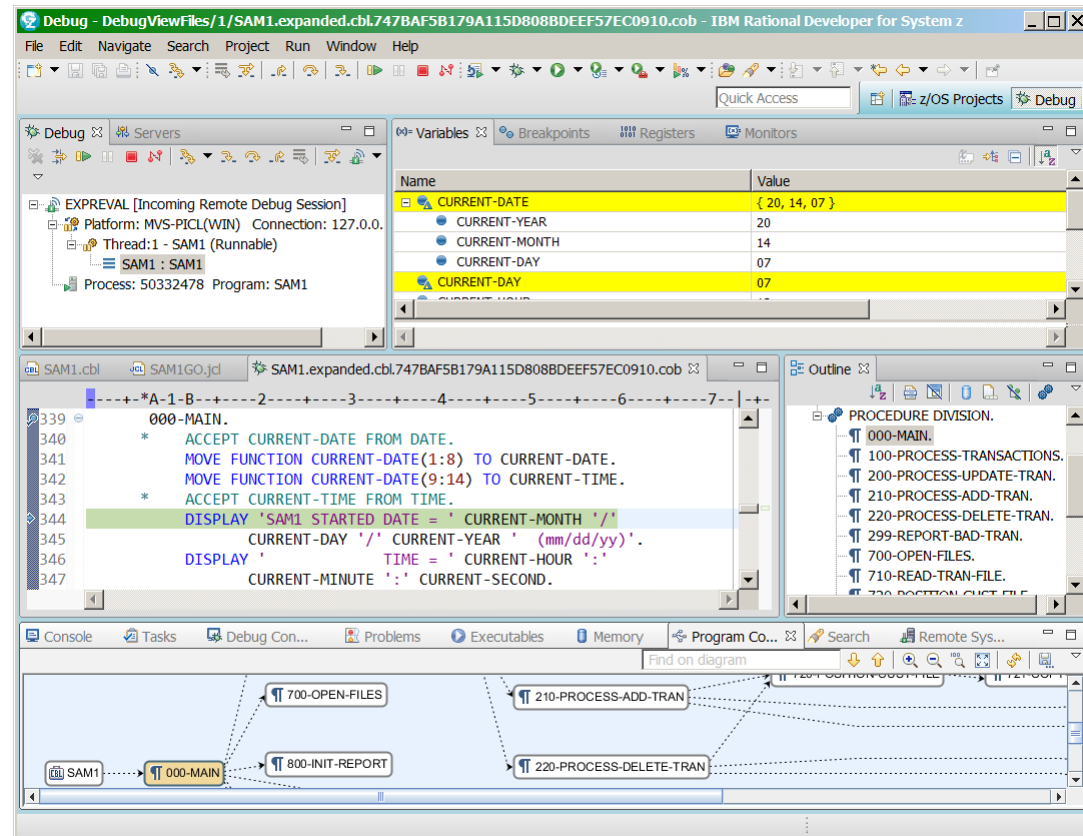 Debug - DebugViewFiles/1/SAM1.expanded.cbl.747BAF5B179A115D808BDEEF57EC0910.cob - IBM Rational Developer for System z
File Edit Navigate Search Project Run Window Help
Quick Access
z/OS Projects Debug
Debug Servers
Variables Breakpoints Registers Monitors
Name Value
CURRENT-DATE { 20, 14, 07 }
CURRENT-YEAR 20
CURRENT-MONTH 14
CURRENT-DAY 07
CURRENT-DAY 07
EXPREVAL [Incoming Remote Debug Session]
Platform: MVS-PICL(WIN) Connection: 127.0.0.
Thread:1 - SAM1 (Runnable)
SAM1 : SAM1
Process: 50332478 Program: SAM1
SAM1.cbl SAM1GO.jcl SAM1.expanded.cbl.747BAF5B179A115D808BDEEF57EC0910.cob
----+-*A-1-B--+----2----+----3----+----4----+----5----+----6----+----7--|-+-
339 000-MAIN.
340 * ACCEPT CURRENT-DATE FROM DATE.
341 MOVE FUNCTION CURRENT-DATE(1:8) TO CURRENT-DATE.
342 MOVE FUNCTION CURRENT-DATE(9:14) TO CURRENT-TIME.
343 * ACCEPT CURRENT-TIME FROM TIME.
344 DISPLAY 'SAM1 STARTED DATE = ' CURRENT-MONTH '/'
345 CURRENT-DAY '/' CURRENT-YEAR '  (mm/dd/yy)'.
346 DISPLAY '             TIME = ' CURRENT-HOUR ':'
347 CURRENT-MINUTE ':' CURRENT-SECOND.
Outline
PROCEDURE DIVISION.
000-MAIN.
100-PROCESS-TRANSACTIONS.
200-PROCESS-UPDATE-TRAN.
210-PROCESS-ADD-TRAN.
220-PROCESS-DELETE-TRAN.
299-REPORT-BAD-TRAN.
700-OPEN-FILES.
710-READ-TRAN-FILE.
720-POSITION-CUST-FILE
Console Tasks Debug Con... Problems Executables Memory Program Co... Search Remote Sys...
Find on diagram
720-POSITION-CUST-FILE
700-OPEN-FILES
210-PROCESS-ADD-TRAN
SAM1
000-MAIN
800-INIT-REPORT
220-PROCESS-DELETE-TRAN